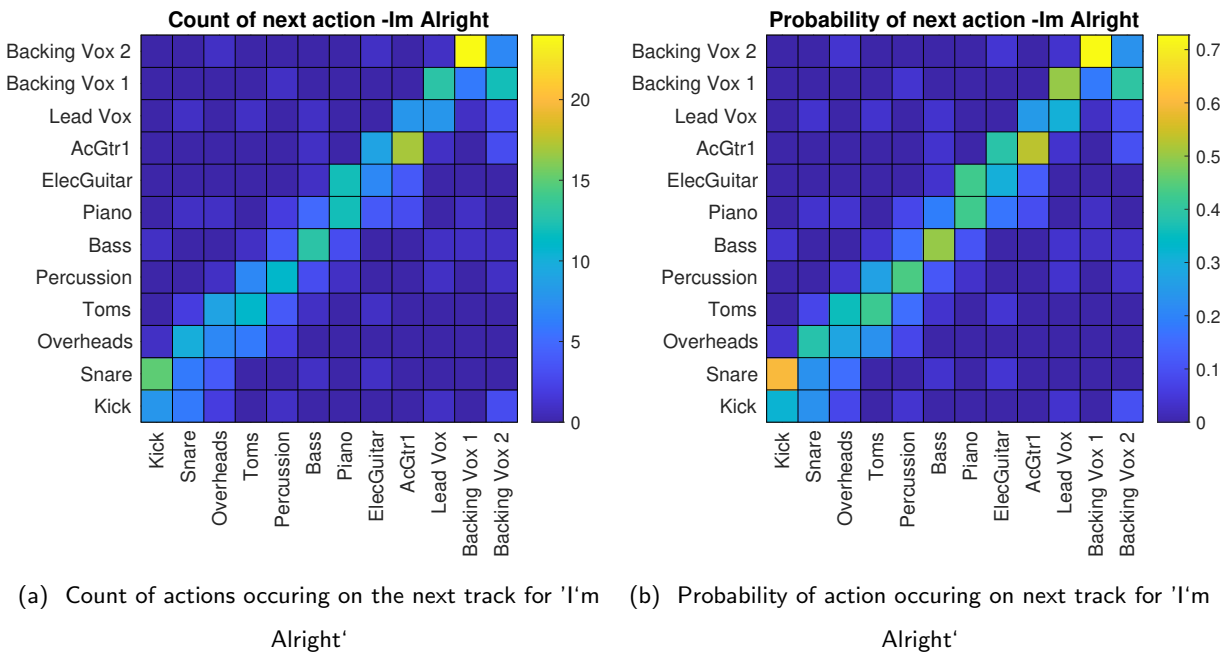 Count of next action -Im Alright
Backing Vox 2
Backing Vox 1
Lead Vox
AcGtr1
ElecGuitar
Piano
Bass
Percussion
Toms
Overheads
Snare
Kick
Kick
Snare
Overheads
Toms
Percussion
Bass
Piano
ElecGuitar
AcGtr1
Lead Vox
Backing Vox 1
Backing Vox 2
20
15
10
5
0
(a) Count of actions occuring on the next track for 'I‘m
Alright‘
Probability of next action -Im Alright
Backing Vox 2
Backing Vox 1
Lead Vox
AcGtr1
ElecGuitar
Piano
Bass
Percussion
Toms
Overheads
Snare
Kick
Kick
Snare
Overheads
Toms
Percussion
Bass
Piano
ElecGuitar
AcGtr1
Lead Vox
Backing Vox 1
Backing Vox 2
0.7
0.6
0.5
0.4
0.3
0.2
0.1
0
(b) Probability of action occuring on next track for 'I‘m
Alright‘